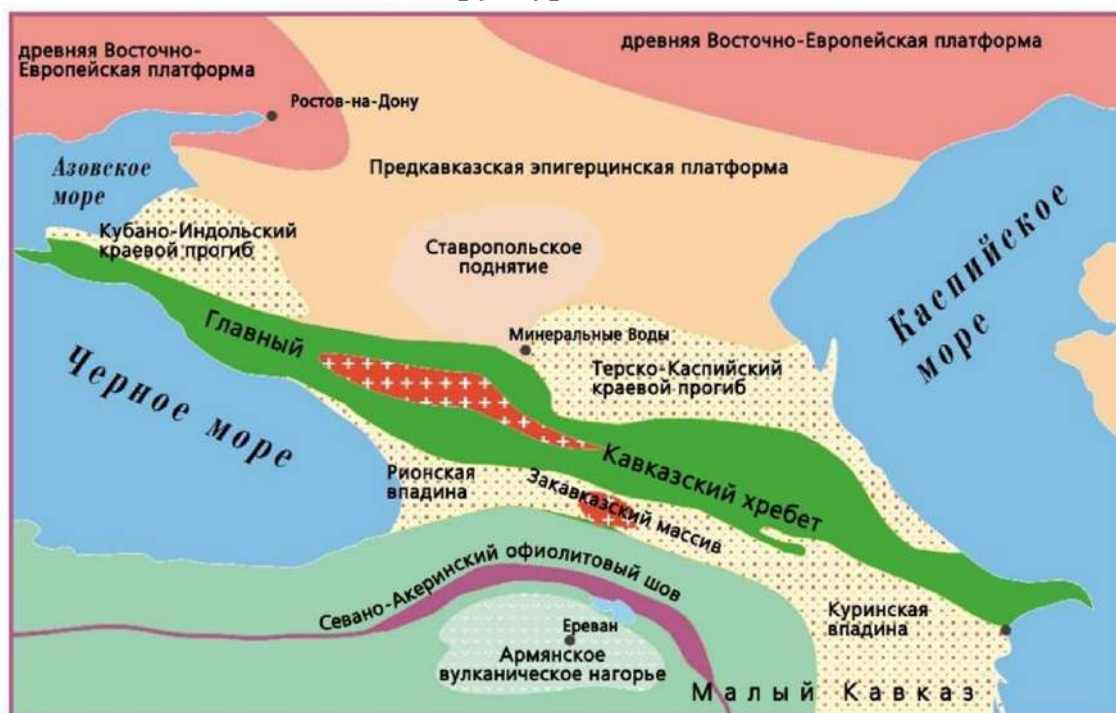 древняя Восточно-
Европейская платформа
древняя Восточно-Европейская платформа
Ростов-на-Дону
Азовское
море
Предкавказская эпигерцинская платформа
Кубано-Индольский
краевой прогиб
Ставропольское
поднятие
Каспийское
море
Главный
Минеральные Воды
Терско-Каспийский
краевой прогиб
Черное море
Кавказский хребет
Рионская
впадина
Закавказский массив
Севано-Акеринский офиолитовый шов
Куринская
впадина
Ереван
Армянское
вулканическое нагорье
Малый Кавказ